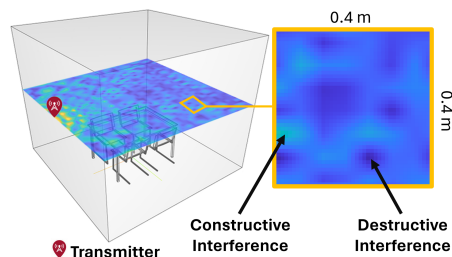 0.4 m
0.4 m
Constructive
Interference
Destructive
Interference
Transmitter